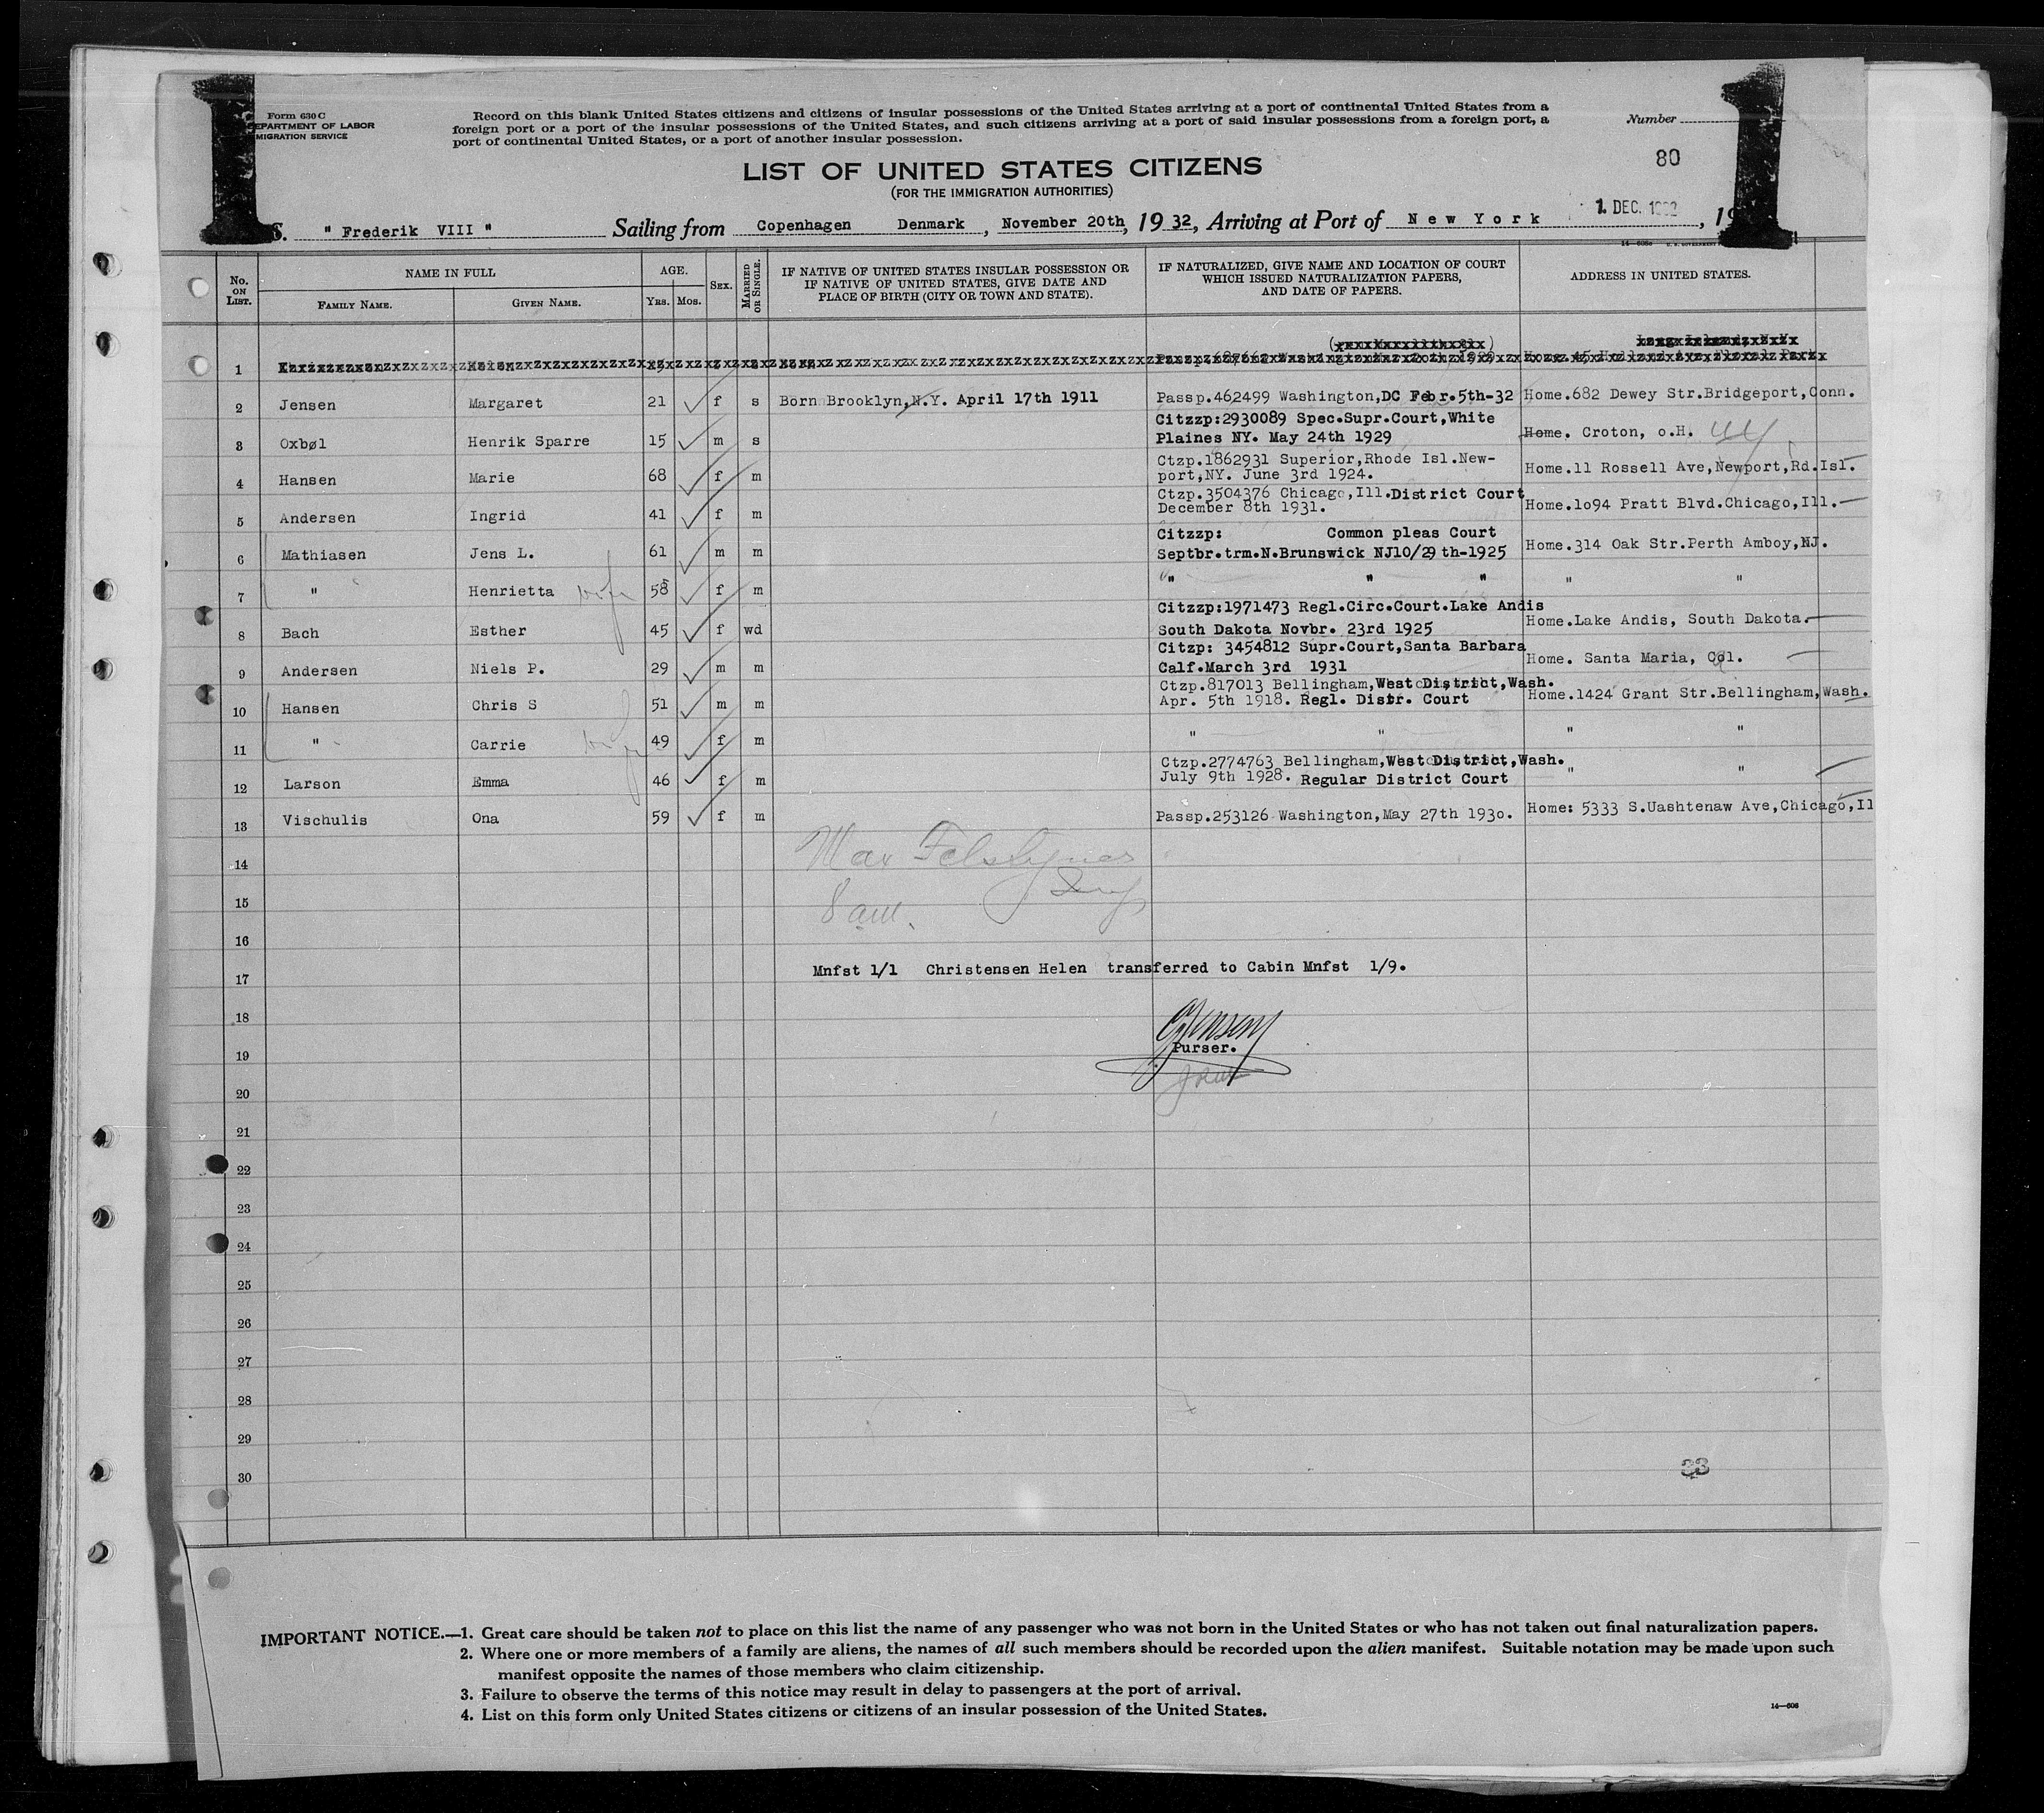 Form 630 C
DEPARTMENT OF LABOR
IMMIGRATION SERVICE
Record on this blank United States citizens and citizens of insular possessions of the United States arriving at a port of continental United States from a
foreign port or a port of the insular possessions of the United States, and such citizens arriving at a port of said insular possessions from a foreign port, a
port of continental United States, or a port of another insular possession.
Number
80
LIST OF UNITED STATES CITIZENS
(FOR THE IMMIGRATION AUTHORITIES)
S. " Frederik VIII " Sailing from Copenhagen Denmark, November 20th, 19 32, Arriving at Port of New York 1. DEC. 1932, 19
No. ON LIST. NAME IN FULL AGE. SEX. MARRIED OR SINGLE. IF NATIVE OF UNITED STATES INSULAR POSSESSION OR IF NATIVE OF UNITED STATES, GIVE DATE AND PLACE OF BIRTH (CITY OR TOWN AND STATE). IF NATURALIZED, GIVE NAME AND LOCATION OF COURT WHICH ISSUED NATURALIZATION PAPERS, AND DATE OF PAPERS. ADDRESS IN UNITED STATES.
FAMILY NAME. GIVEN NAME. YRS. MOS.
1
2 Jensen Margaret 21 f s Born Brooklyn, N.Y. April 17th 1911 Passp.462499 Washington,DC Febr.5th-32 Home.682 Dewey Str.Bridgeport,Conn.
Citzzp:2930089 Spec.Supr.Court,White
3 Oxbøl Henrik Sparre 15 m s Plaines NY. May 24th 1929 Home. Croton, o.H.
Ctzp.1862931 Superior,Rhode Isl.New-
4 Hansen Marie 68 f m port,NY. June 3rd 1924. Home.11 Rossell Ave,Newport,Rd.Isl.
Ctzp.3504376 Chicago,Ill.District Court
5 Andersen Ingrid 41 f m December 8th 1931. Home.1o94 Pratt Blvd.Chicago,Ill.
Citzzp: Common pleas Court
6 Mathiasen Jens L. 61 m m Septbr.trm.N.Brunswick NJ10/29th-1925 Home.314 Oak Str.Perth Amboy,NJ.
7 " Henrietta wife 58 f m " " " " "
Citzzp:1971473 Regl.Circ.Court.Lake Andis
8 Bach Esther 45 f wd South Dakota Novbr. 23rd 1925 Home.Lake Andis, South Dakota.
Citzp: 3454812 Supr.Court,Santa Barbara
9 Andersen Niels P. 29 m m Calf.March 3rd 1931 Home. Santa Maria, Cal.
Ctzp.817013 Bellingham,West District,Wash.
10 Hansen Chris S 51 m m Apr. 5th 1918. Regl. Distr. Court Home.1424 Grant Str.Bellingham,Wash.
11 " Carrie wife 49 f m " " " "
Ctzp.2774763 Bellingham,West District,Wash.
12 Larson Emma 46 f m July 9th 1928. Regular District Court " "
13 Vischulis Ona 59 f m Passp.253126 Washington,May 27th 193o. Home: 5333 S.Uashtenaw Ave,Chicago,Il
14 Max
15 8 am.
16
17 Mnfst 1/1 Christensen Helen transferred to Cabin Mnfst 1/9.
18
19 Purser.
20
21
22
23
24
25
26
27
28
29
30
33
IMPORTANT NOTICE.—1. Great care should be taken not to place on this list the name of any passenger who was not born in the United States or who has not taken out final naturalization papers.
2. Where one or more members of a family are aliens, the names of all such members should be recorded upon the alien manifest. Suitable notation may be made upon such
manifest opposite the names of those members who claim citizenship.
3. Failure to observe the terms of this notice may result in delay to passengers at the port of arrival.
4. List on this form only United States citizens or citizens of an insular possession of the United States.
14—608